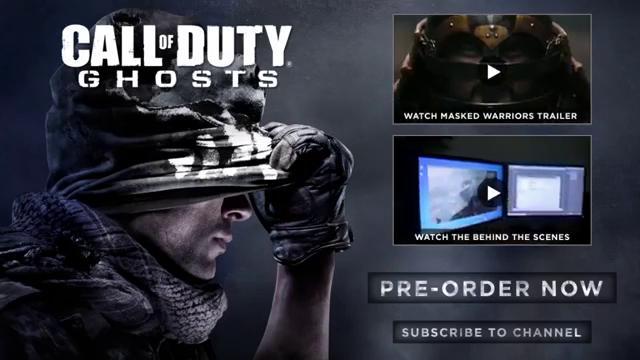 CALL OF DUTY®
GHOSTS
WATCH MASKED WARRIORS TRAILER
WATCH THE BEHIND THE SCENES
PRE-ORDER NOW
SUBSCRIBE TO CHANNEL